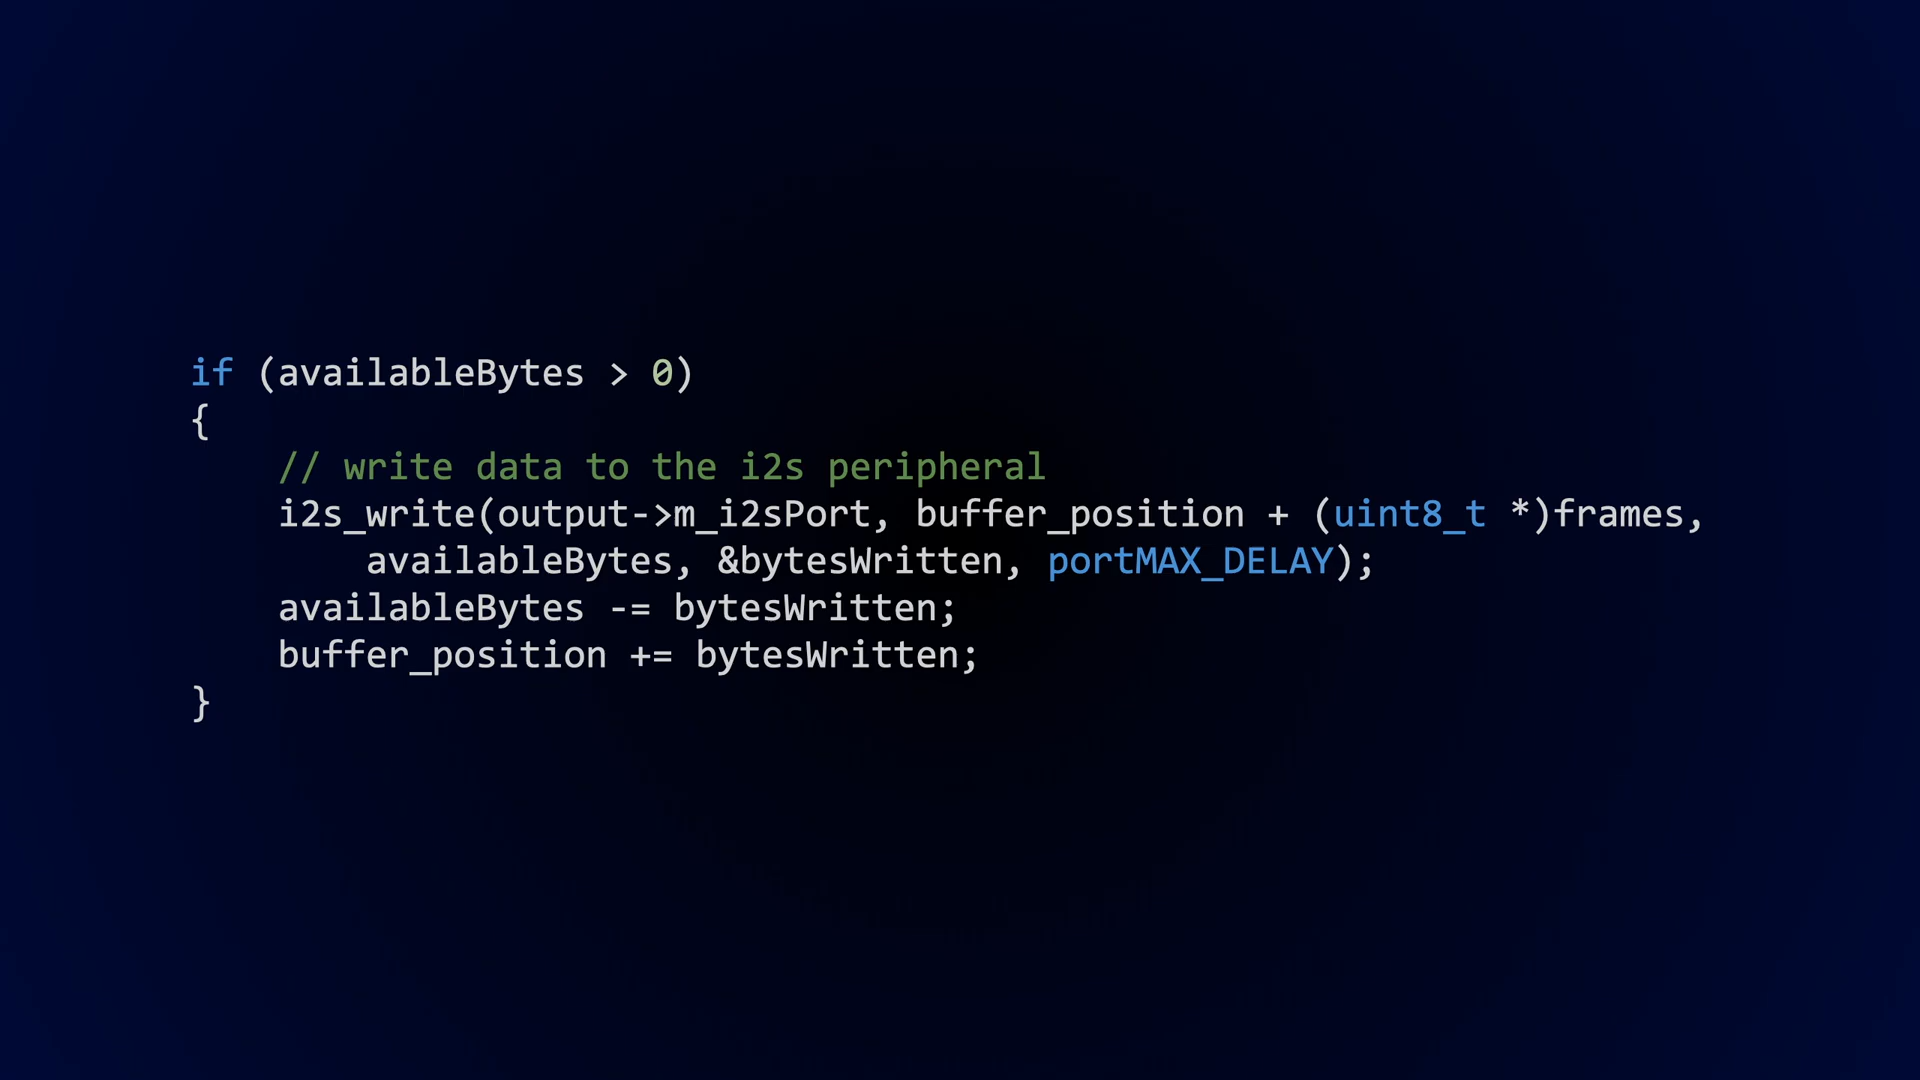 if (availableBytes > 0)
{
    // write data to the i2s peripheral
    i2s_write(output->m_i2sPort, buffer_position + (uint8_t *)frames,
        availableBytes, &bytesWritten, portMAX_DELAY);
    availableBytes -= bytesWritten;
    buffer_position += bytesWritten;
}